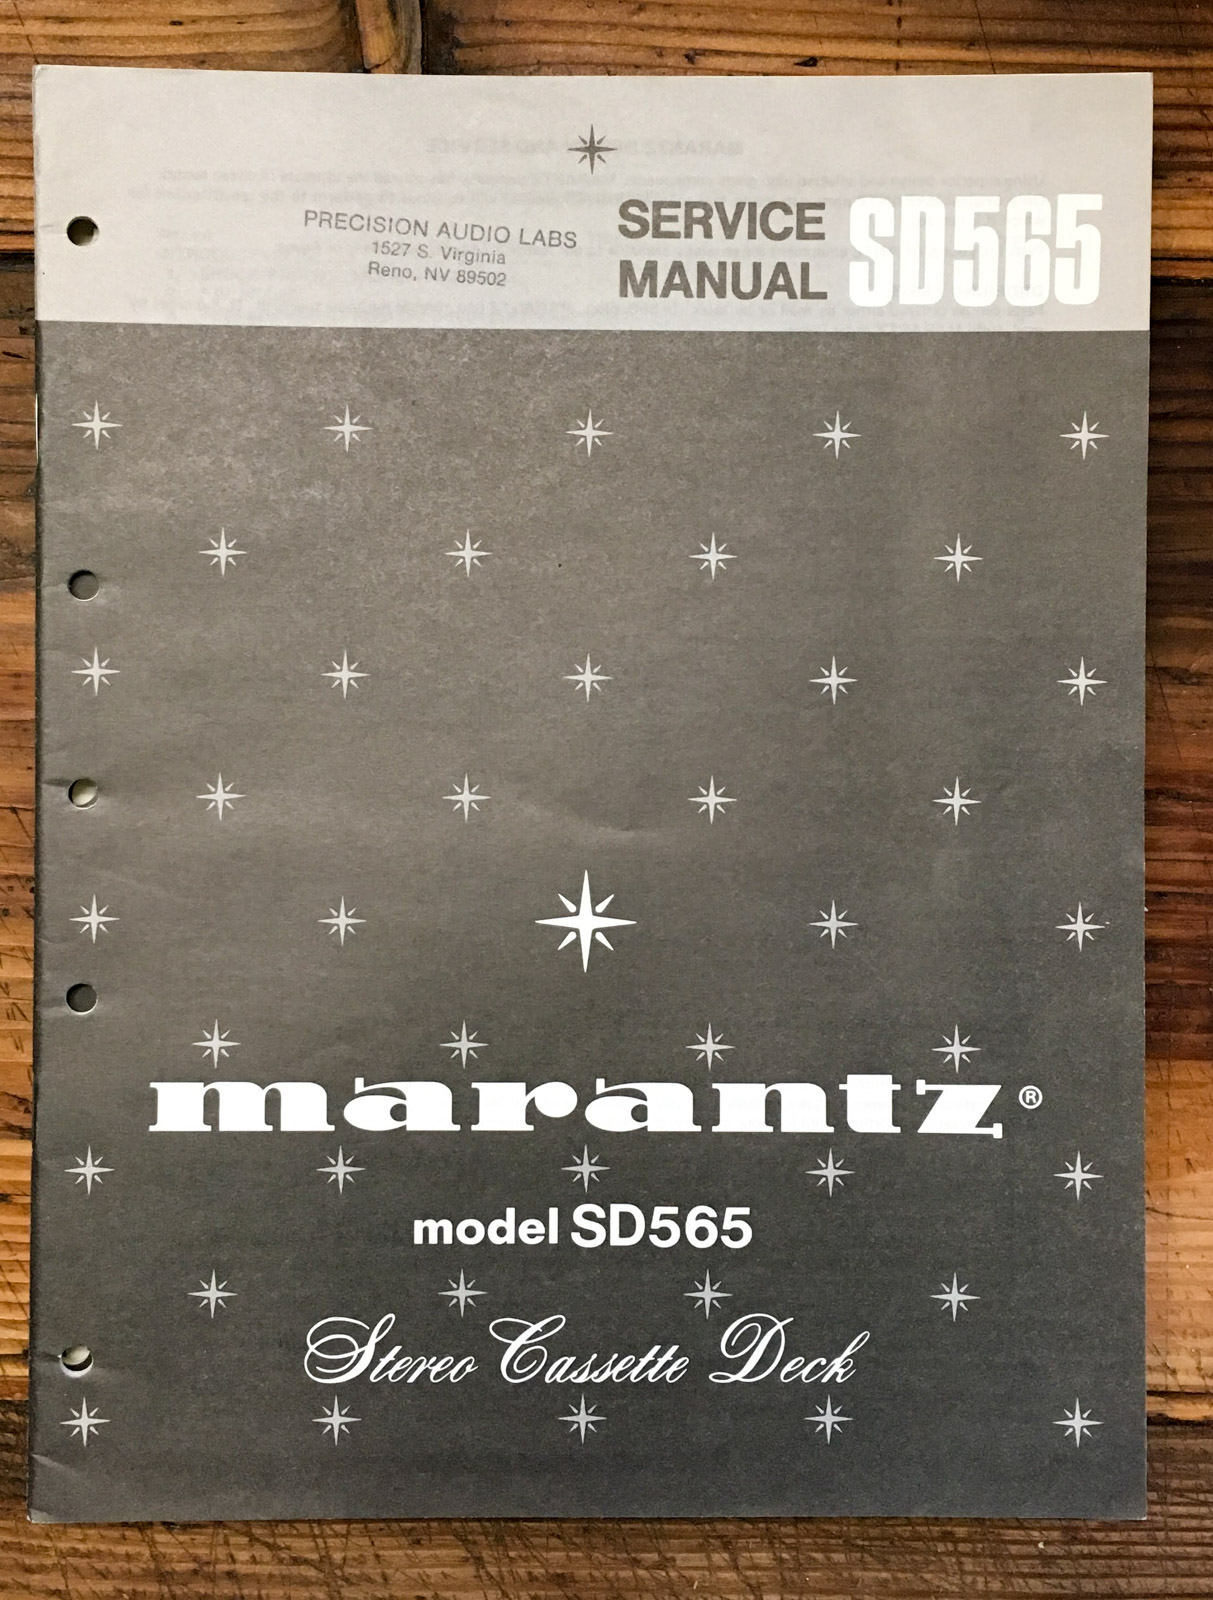 PRECISION AUDIO LABS
1527 S. Virginia
Reno, NV 89502
SERVICE
MANUAL
SD565
marantz®
model SD565
Stereo Cassette Deck